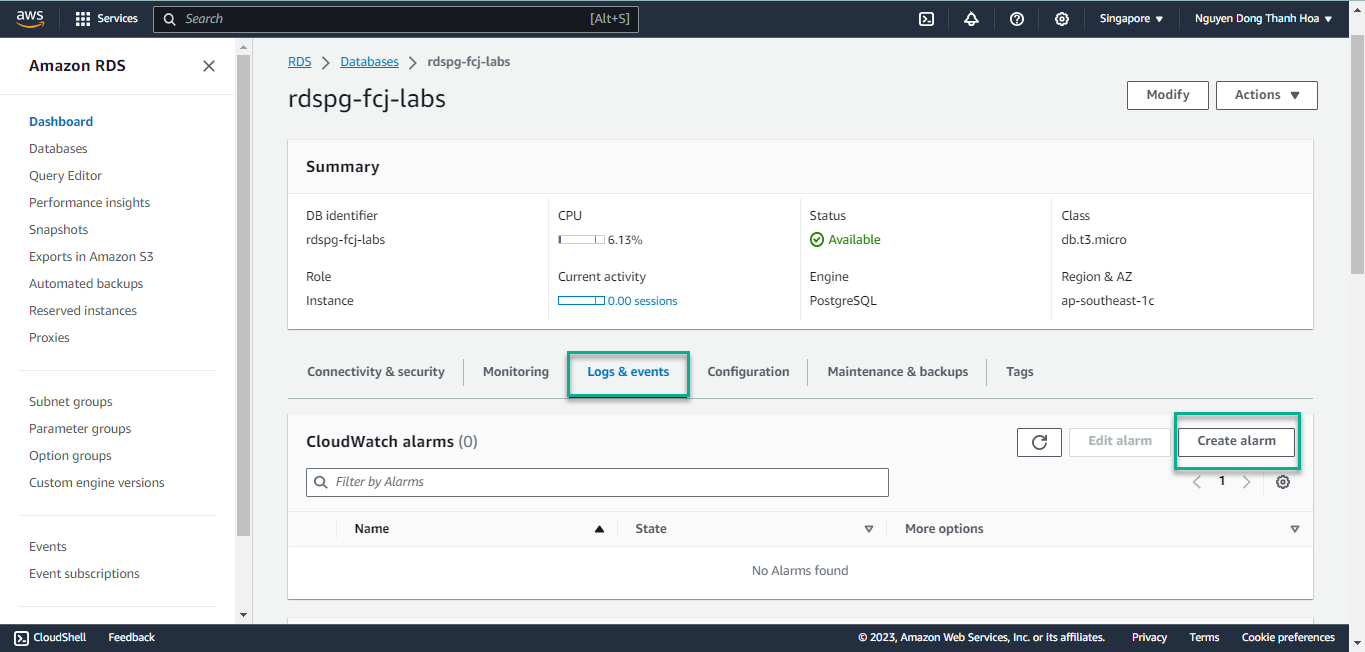 aws Services Search [Alt+S] Singapore Nguyen Dong Thanh Hoa
Amazon RDS
Dashboard
Databases
Query Editor
Performance insights
Snapshots
Exports in Amazon S3
Automated backups
Reserved instances
Proxies
Subnet groups
Parameter groups
Option groups
Custom engine versions
Events
Event subscriptions
RDS Databases rdspg-fcj-labs
rdspg-fcj-labs
Modify Actions
Summary
DB identifier
rdspg-fcj-labs
Role
Instance
CPU
6.13%
Current activity
0.00 sessions
Status
Available
Engine
PostgreSQL
Class
db.t3.micro
Region & AZ
ap-southeast-1c
Connectivity & security Monitoring Logs & events Configuration Maintenance & backups Tags
CloudWatch alarms (0) Edit alarm Create alarm
Filter by Alarms 1
Name State More options
No Alarms found
CloudShell Feedback © 2023, Amazon Web Services, Inc. or its affiliates. Privacy Terms Cookie preferences